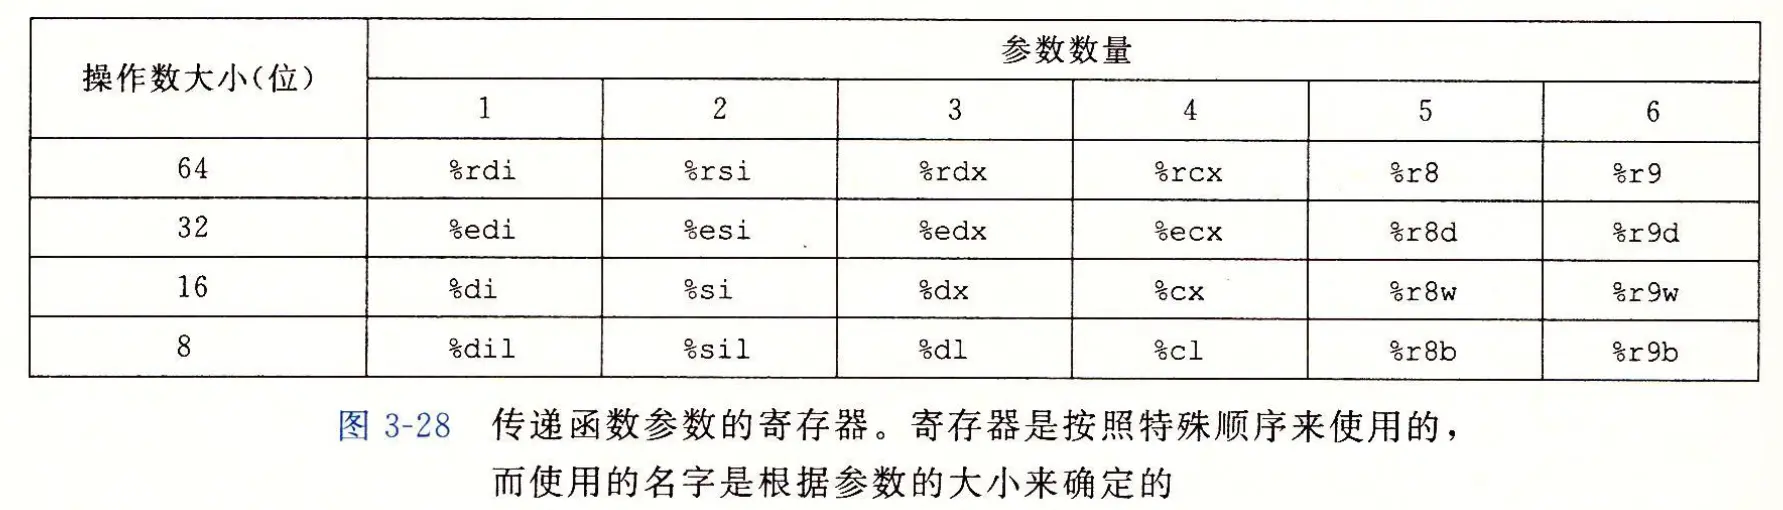 操作数大小(位) 参数数量
1 2 3 4 5 6
64 %rdi %rsi %rdx %rcx %r8 %r9
32 %edi %esi %edx %ecx %r8d %r9d
16 %di %si %dx %cx %r8w %r9w
8 %dil %sil %dl %cl %r8b %r9b
图 3-28 传递函数参数的寄存器。寄存器是按照特殊顺序来使用的，
而使用的名字是根据参数的大小来确定的